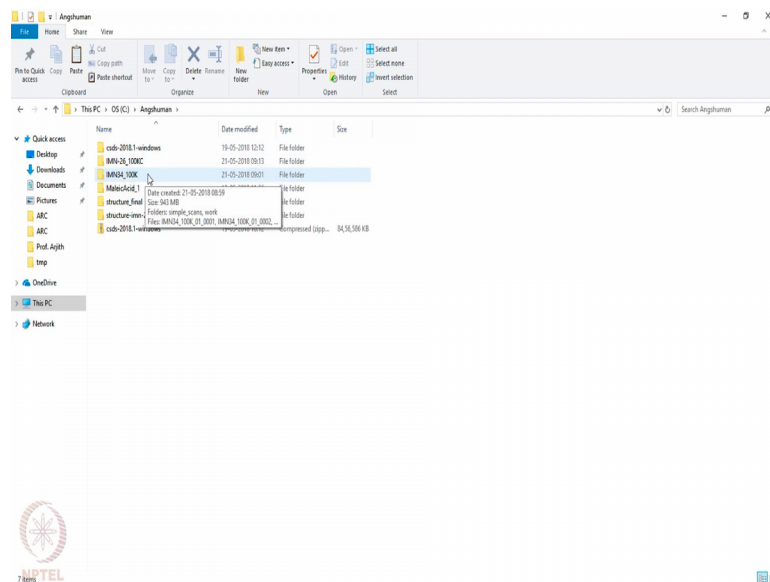 Angshuman
File Home Share View
Pin to Quick access Copy Paste
Cut
Copy path
Paste shortcut
Move to Copy to Delete Rename New folder
New item
Easy access
Properties
Open
Edit
History
Select all
Select none
Invert selection
Clipboard Organize New Open Select
This PC > OS (C:) > Angshuman >
Search Angshuman
Name Date modified Type Size
Quick access
Desktop
Downloads
Documents
Pictures
ARC
ARC
Prof. Arjith
tmp
OneDrive
This PC
Network
csds-2018.1-windows 19-05-2018 12:12 File folder
IMN-26_100KC 21-05-2018 09:13 File folder
IMN34_100K 21-05-2018 09:01 File folder
MaleicAcid_1 file folder
structure_final ile folder
structure-imn- ile folder
csds-2018.1-windows Compressed (zipp... 84,56,586 KB
Date created: 21-05-2018 08:59
Size: 943 MB
Folders: simple_scans, work
Files: IMN34_100K_01_0001, IMN34_100K_01_0002, ...
7 items
NPTEL